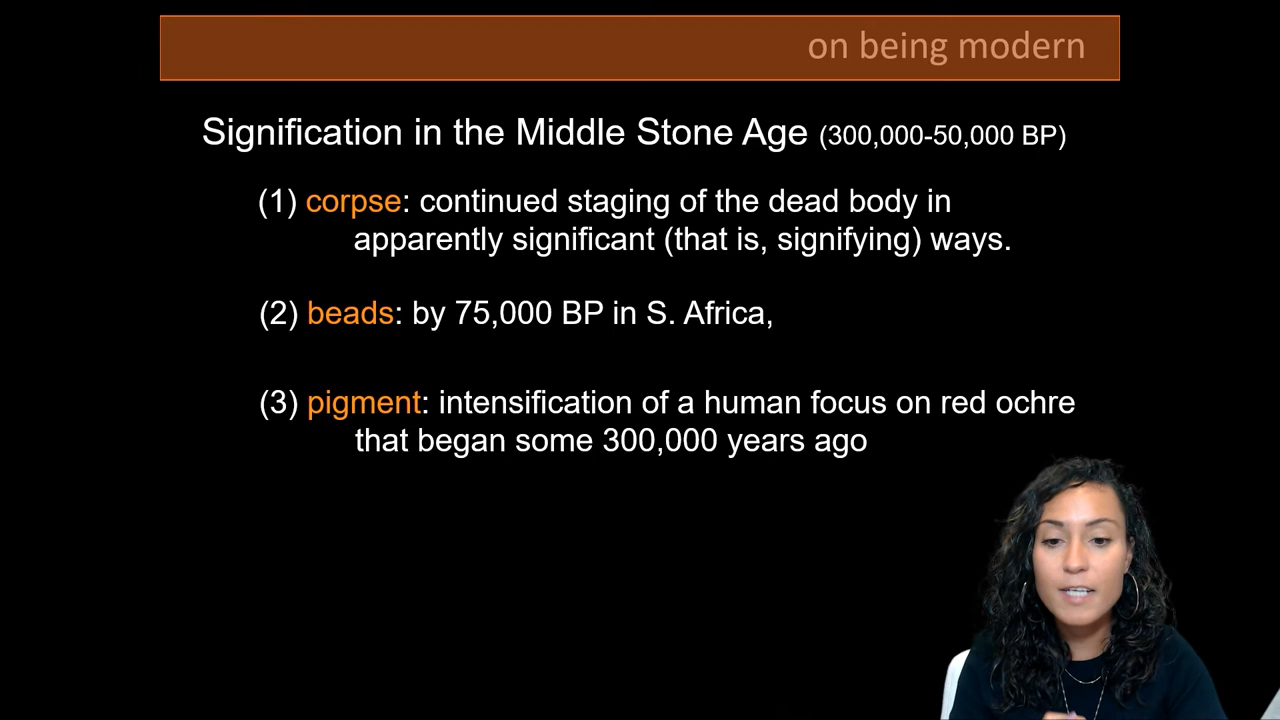 on being modern
Signification in the Middle Stone Age (300,000-50,000 BP)
(1) corpse: continued staging of the dead body in
apparently significant (that is, signifying) ways.
(2) beads: by 75,000 BP in S. Africa,
(3) pigment: intensification of a human focus on red ochre
that began some 300,000 years ago